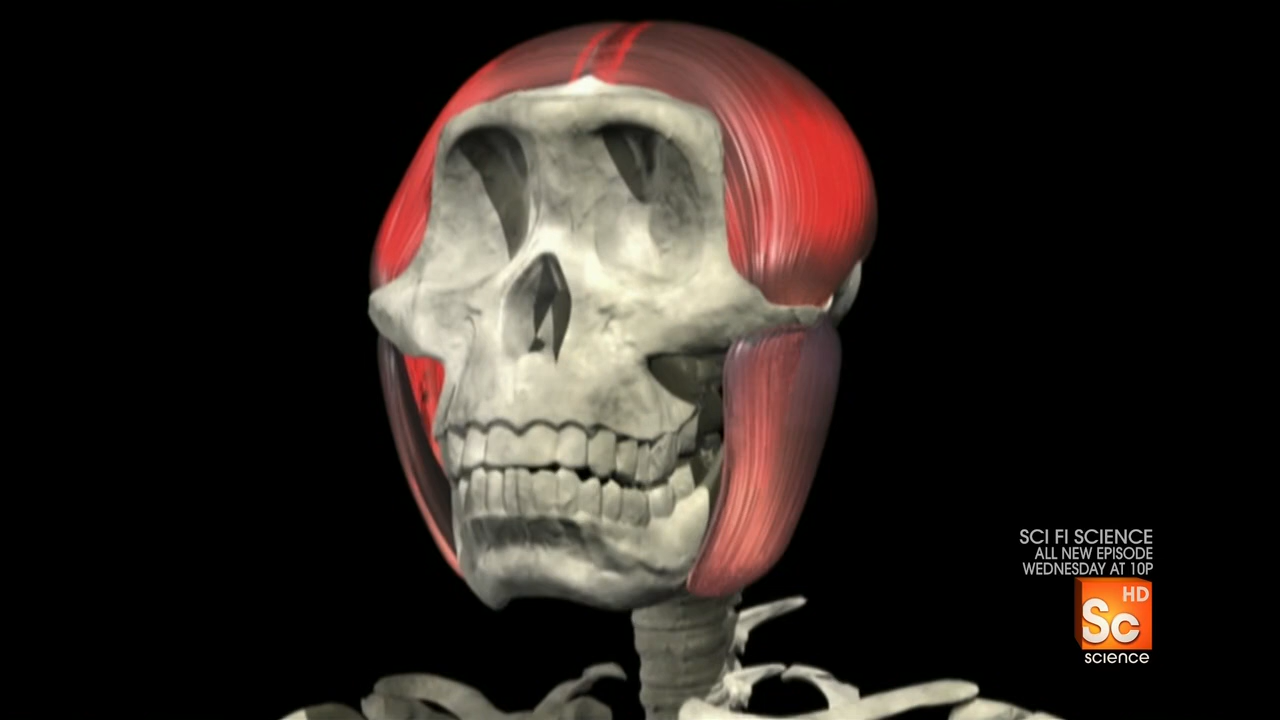 SCI FI SCIENCE
ALL NEW EPISODE
WEDNESDAY AT 10P
HD
Sc
science